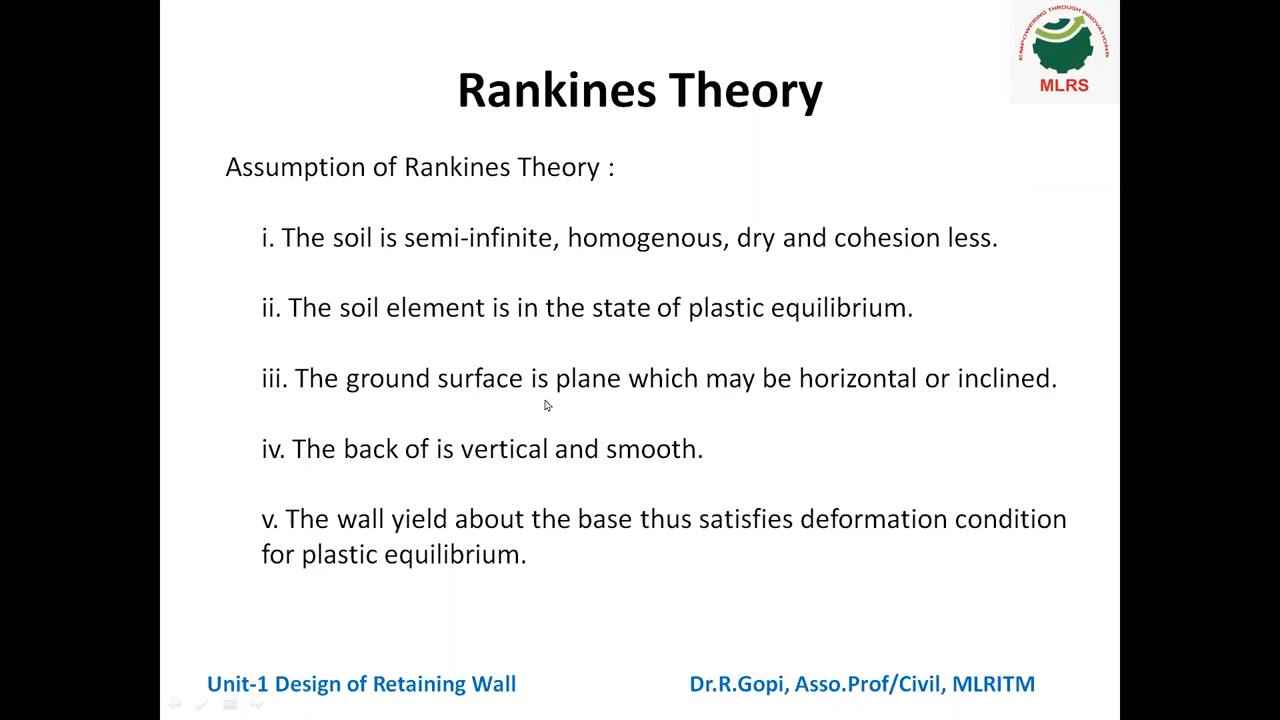 EMPOWERING THROUGH INNOVATIONS
MLRS
Rankines Theory
Assumption of Rankines Theory :
i. The soil is semi-infinite, homogenous, dry and cohesion less.
ii. The soil element is in the state of plastic equilibrium.
iii. The ground surface is plane which may be horizontal or inclined.
iv. The back of is vertical and smooth.
v. The wall yield about the base thus satisfies deformation condition
for plastic equilibrium.
Unit-1 Design of Retaining Wall
Dr.R.Gopi, Asso.Prof/Civil, MLRITM